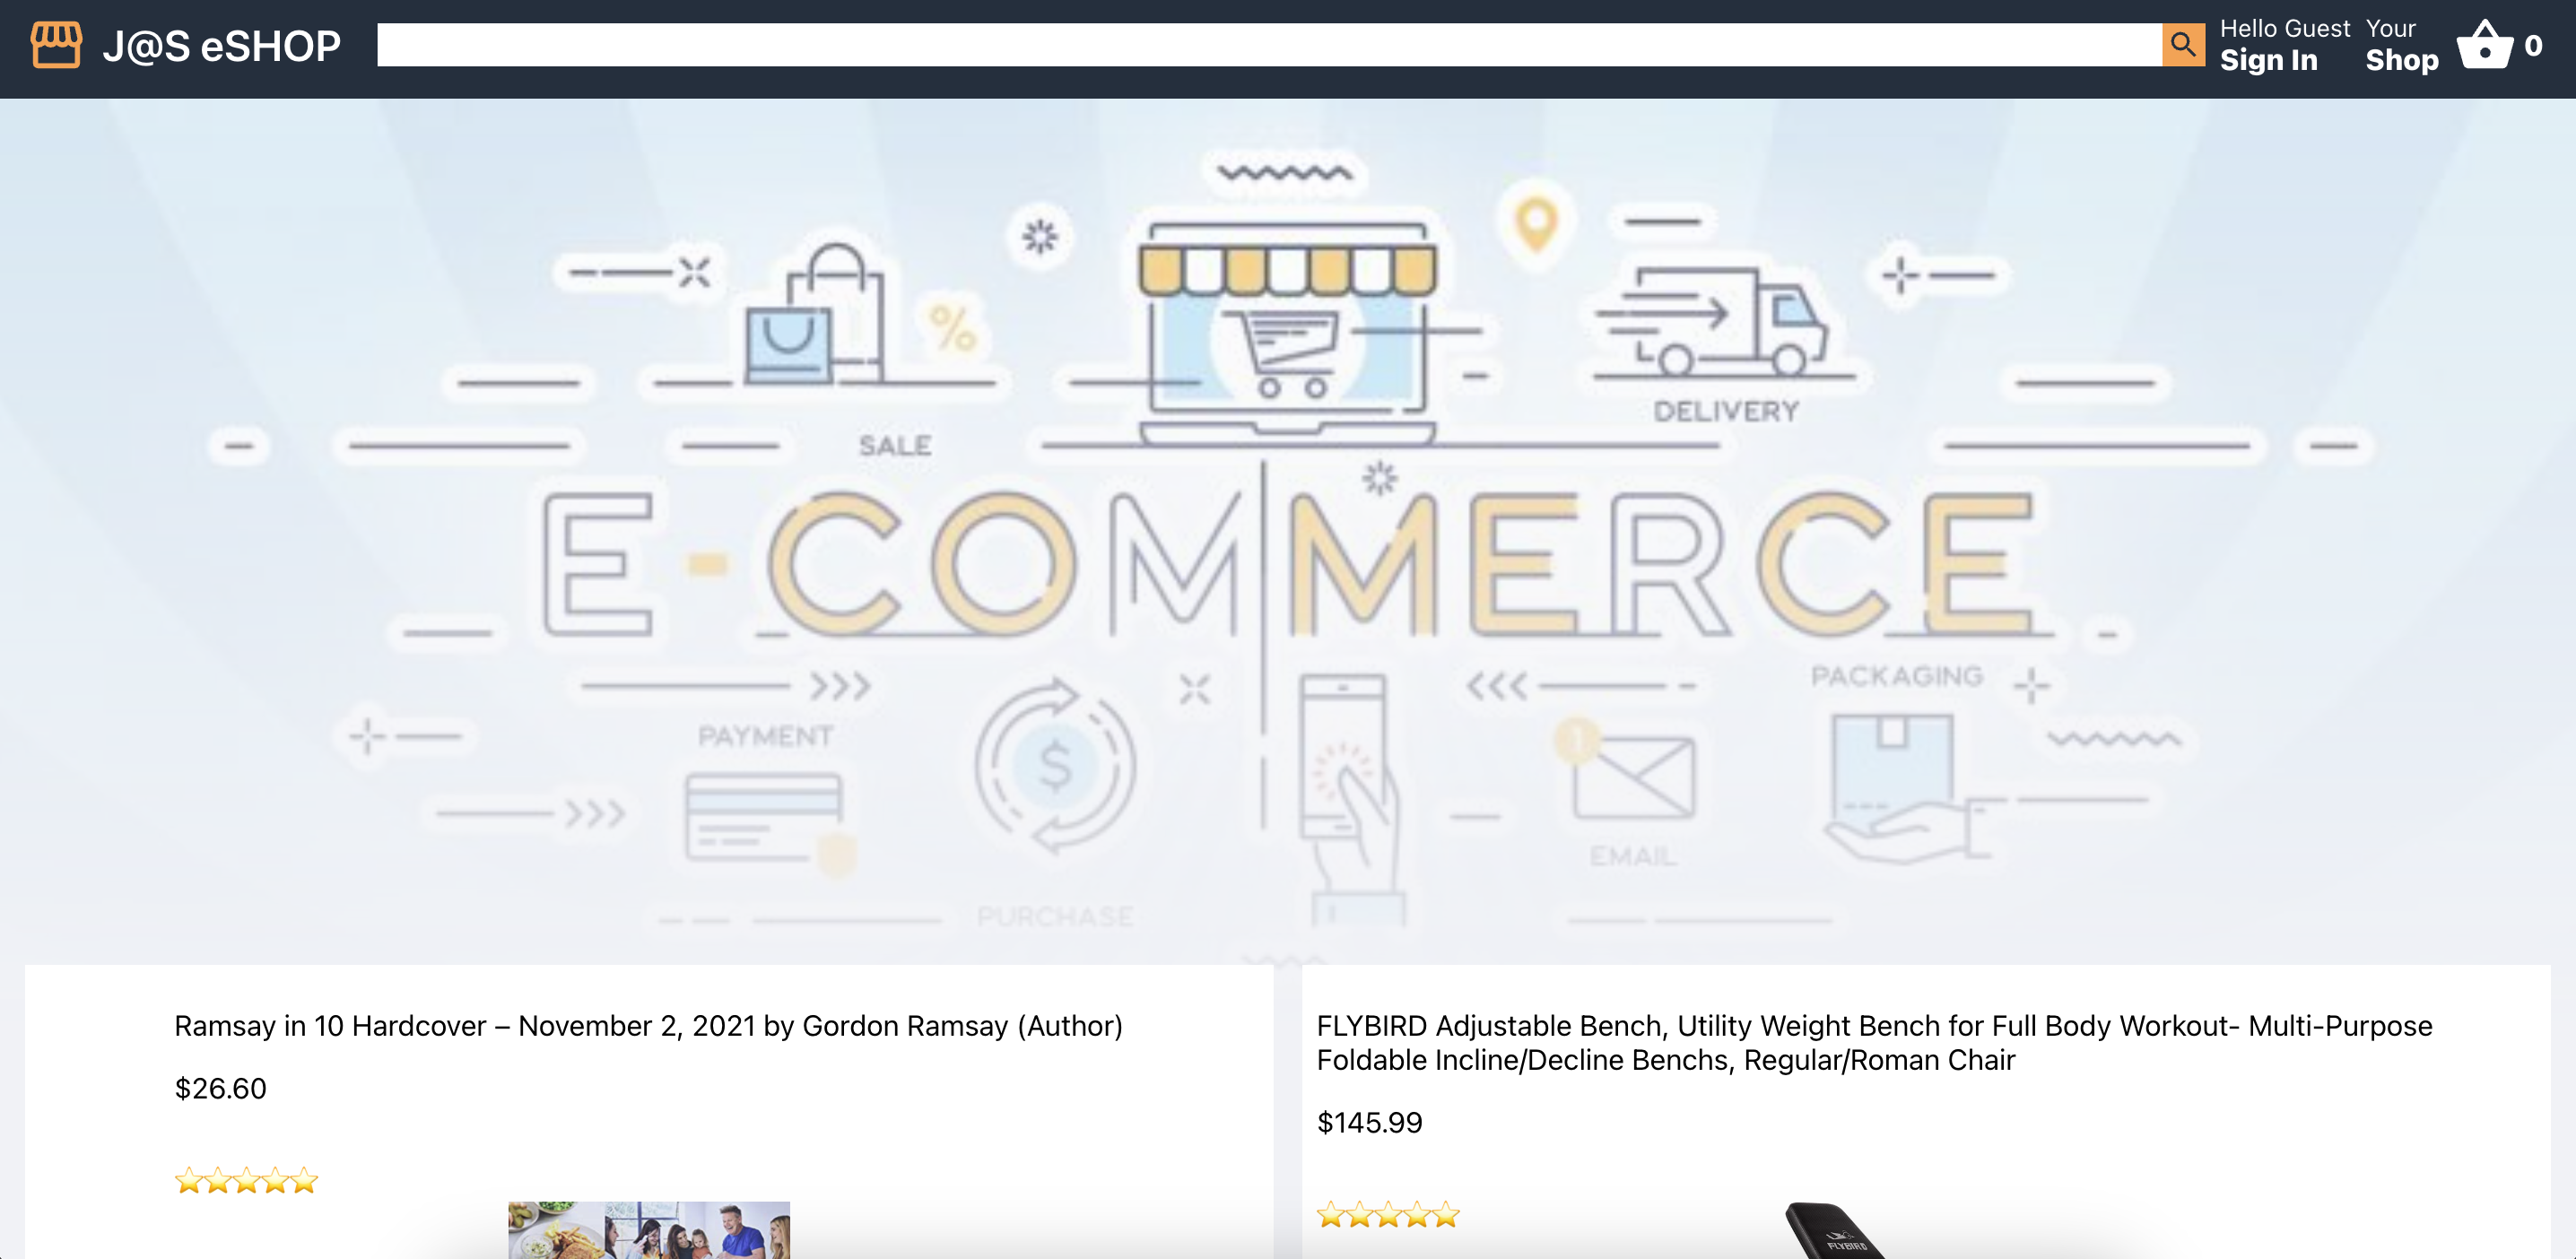 J@S eSHOP
Hello Guest
Sign In
Your
Shop
0
SALE
DELIVERY
E-COMMERCE
PAYMENT
PURCHASE
$
1
EMAIL
PACKAGING
%
Ramsay in 10 Hardcover – November 2, 2021 by Gordon Ramsay (Author)
$26.60
FLYBIRD Adjustable Bench, Utility Weight Bench for Full Body Workout- Multi-Purpose
Foldable Incline/Decline Benchs, Regular/Roman Chair
$145.99
FLYBIRD